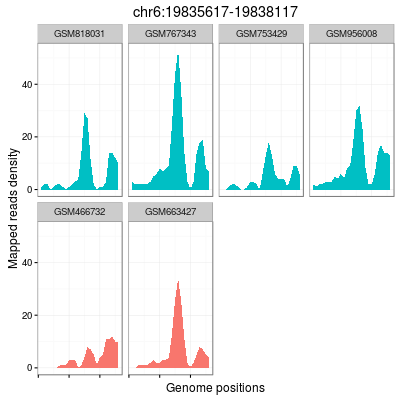 chr6:19835617-19838117
GSM818031 GSM767343 GSM753429 GSM956008
40
20
0
GSM466732 GSM663427
40
20
0
Mapped reads density
Genome positions